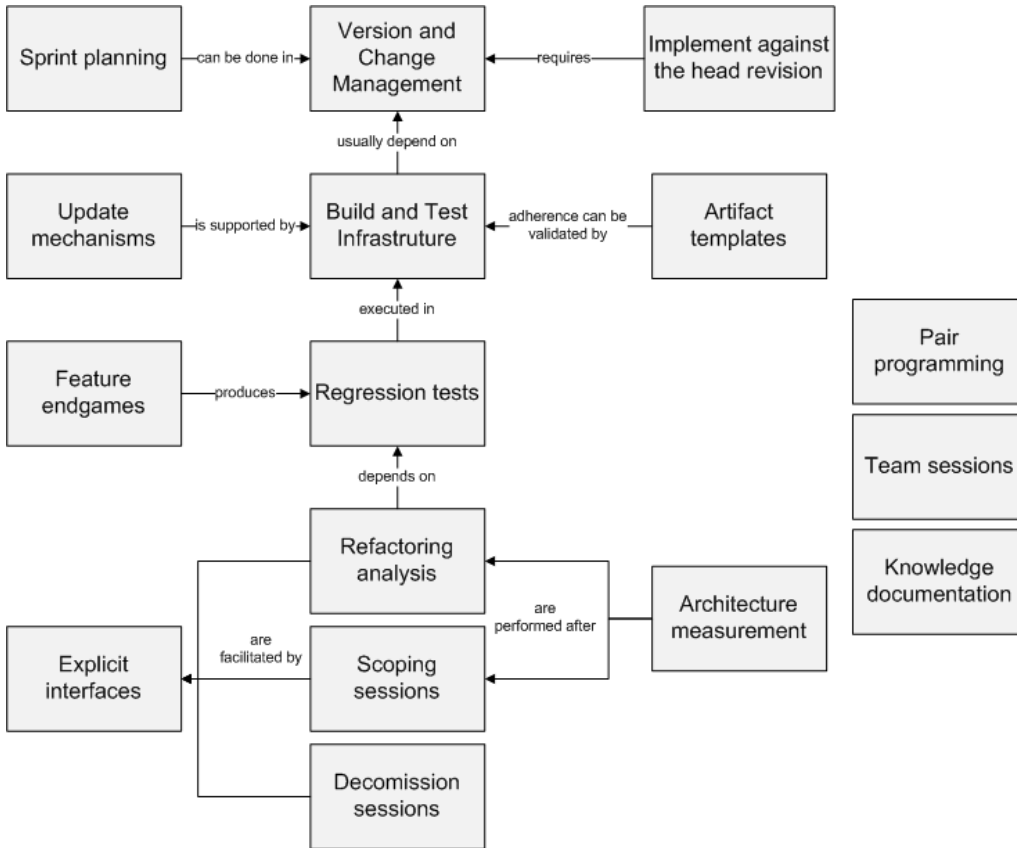 Sprint planning
can be done in
Version and
Change
Management
requires
Implement against
the head revision
usually depend on
Update
mechanisms
is supported by
Build and Test
Infrastruture
adherence can be
validated by
Artifact
templates
executed in
Pair
programming
Feature
endgames
produces
Regression tests
Team sessions
depends on
Refactoring
analysis
Knowledge
documentation
are
performed after
Architecture
measurement
Explicit
interfaces
are
facilitated by
Scoping
sessions
Decomission
sessions